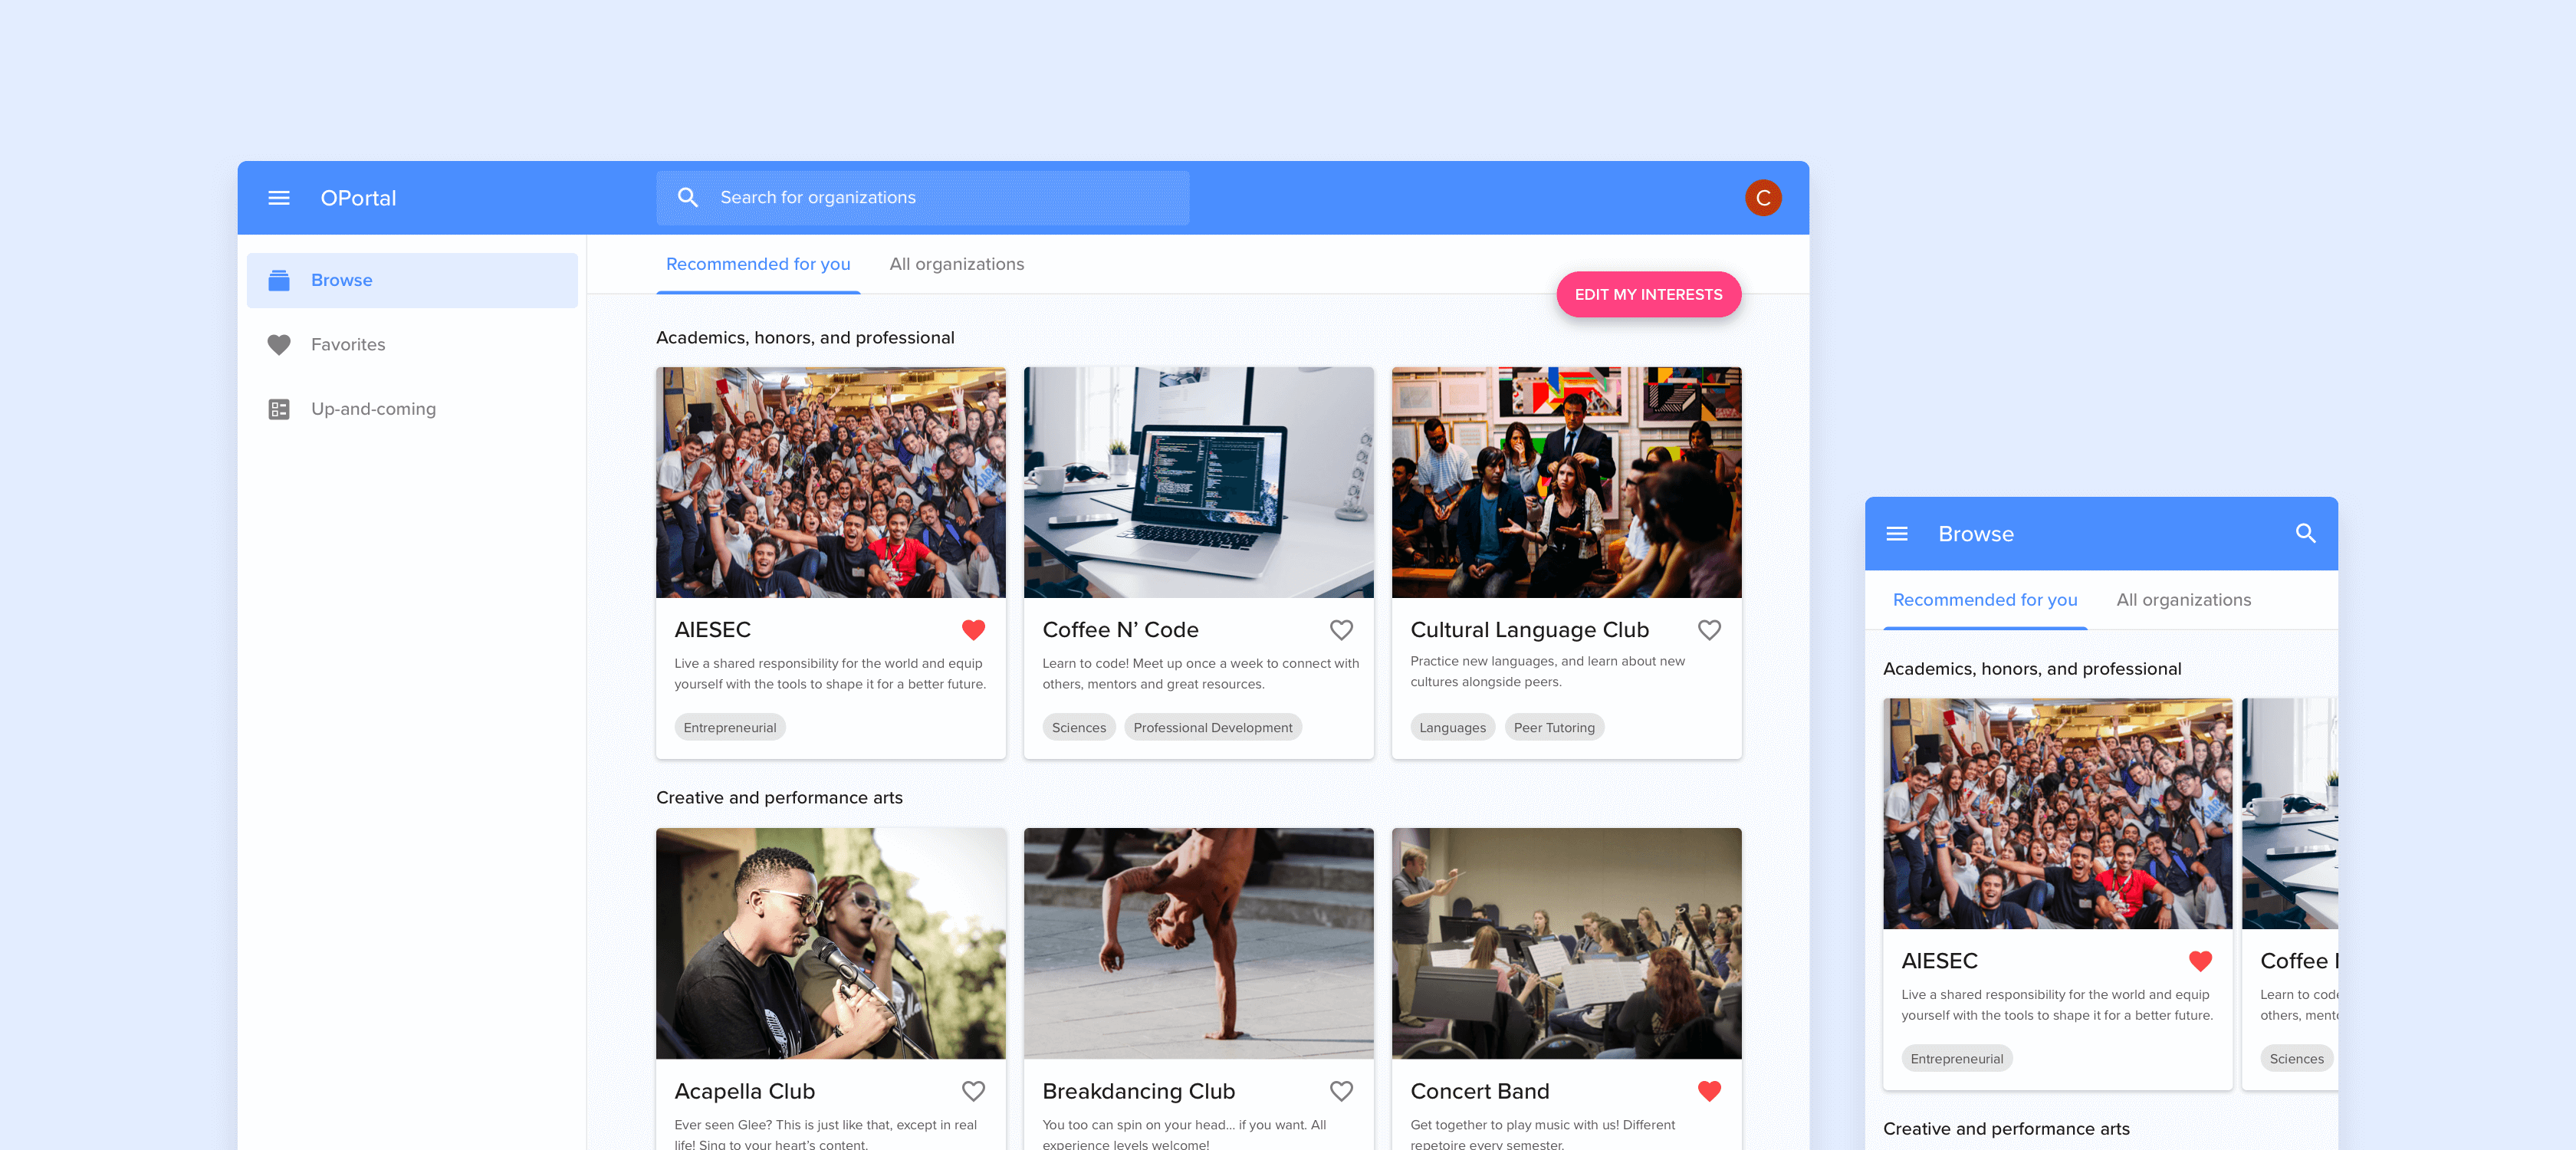 OPortal
Search for organizations
C
Browse
Favorites
Up-and-coming
Recommended for you
All organizations
EDIT MY INTERESTS
Academics, honors, and professional
AIESEC
Live a shared responsibility for the world and equip
yourself with the tools to shape it for a better future.
Entrepreneurial
Coffee N’ Code
Learn to code! Meet up once a week to connect with
others, mentors and great resources.
Sciences
Professional Development
Cultural Language Club
Practice new languages, and learn about new
cultures alongside peers.
Languages
Peer Tutoring
Creative and performance arts
Acapella Club
Ever seen Glee? This is just like that, except in real
life! Sing to your heart’s content.
Breakdancing Club
You too can spin on your head... if you want. All
experience levels welcome!
Concert Band
Get together to play music with us! Different
repetoire every semester.
Browse
Recommended for you
All organizations
Academics, honors, and professional
AIESEC
Live a shared responsibility for the world and equip
yourself with the tools to shape it for a better future.
Entrepreneurial
Coffee
Learn to code
others,
Sciences
Creative and performance arts